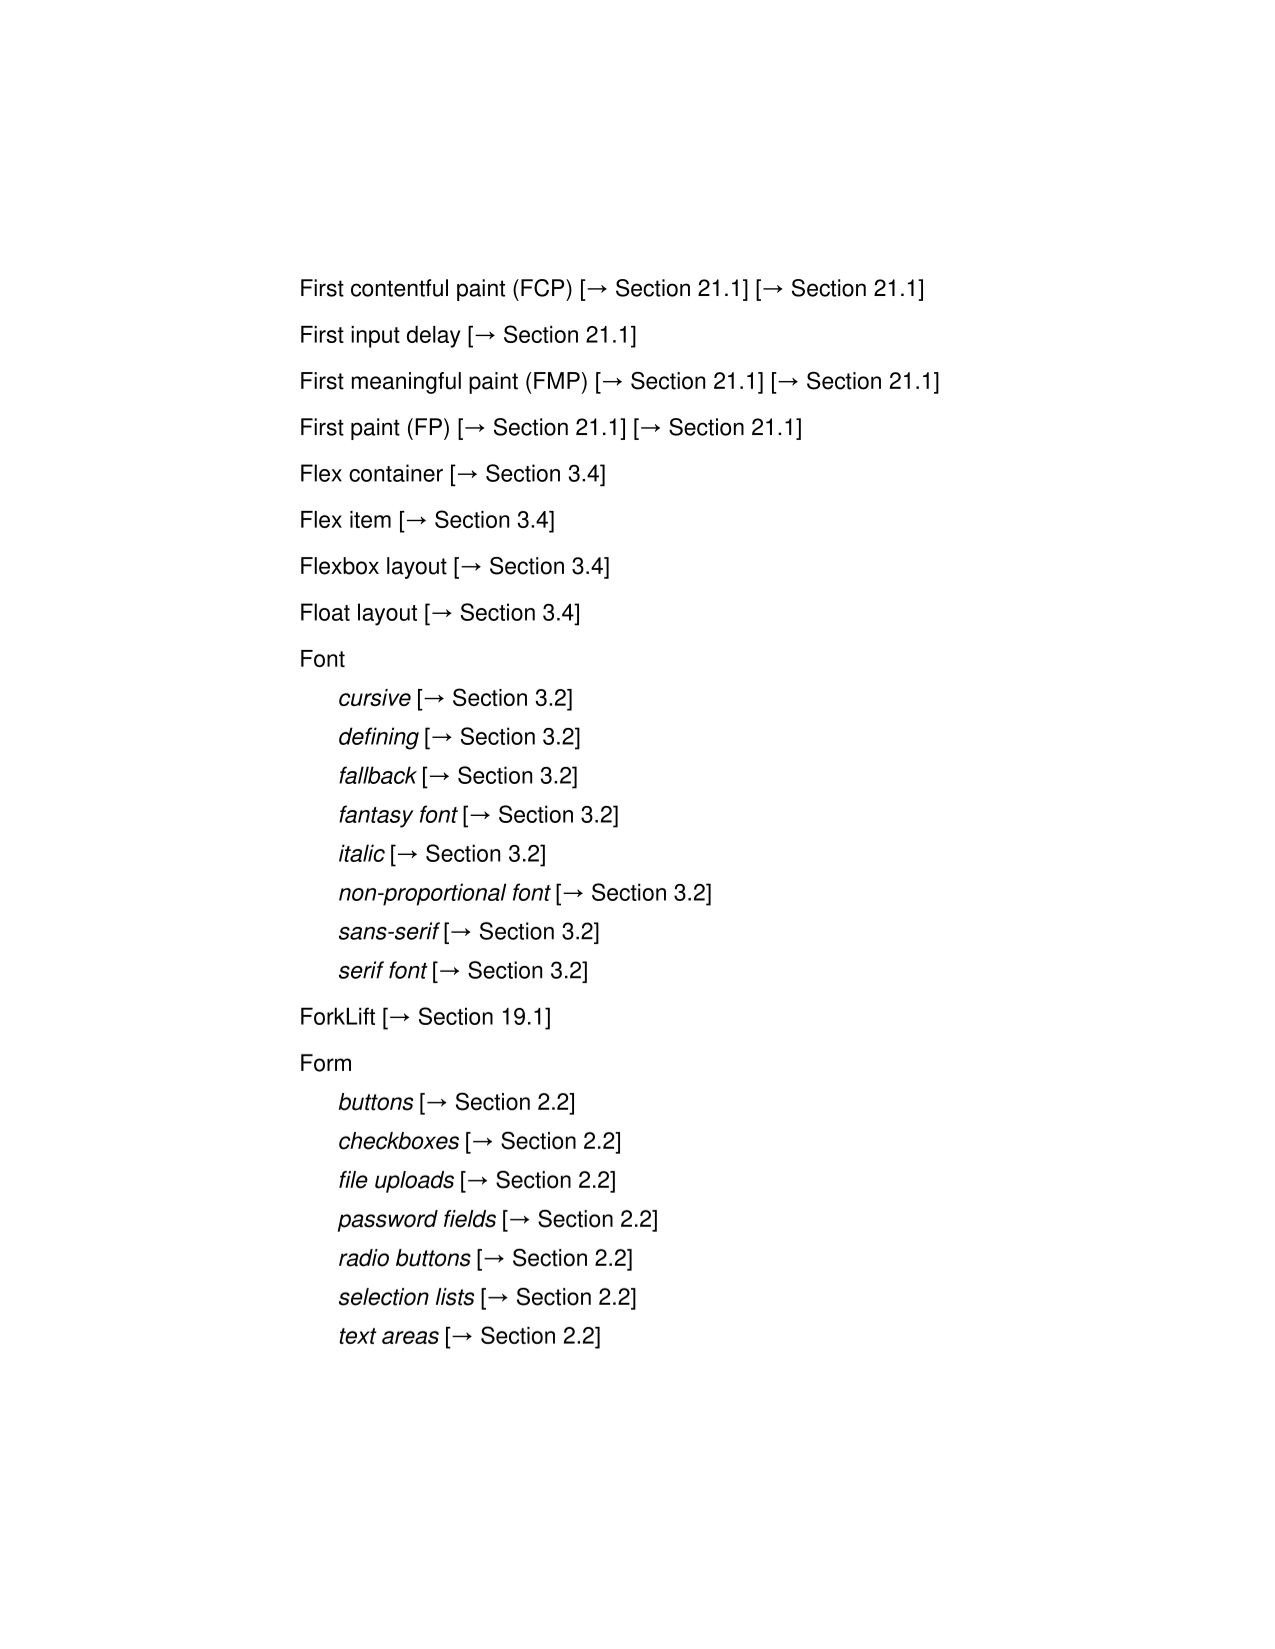 First contentful paint (FCP) [→ Section 21.1] [→ Section 21.1]
First input delay [→ Section 21.1]
First meaningful paint (FMP) [→ Section 21.1] [→ Section 21.1]
First paint (FP) [→ Section 21.1] [→ Section 21.1]
Flex container [→ Section 3.4]
Flex item [→ Section 3.4]
Flexbox layout [→ Section 3.4]
Float layout [→ Section 3.4]
Font
cursive [→ Section 3.2]
defining [→ Section 3.2]
fallback [→ Section 3.2]
fantasy font [→ Section 3.2]
italic [→ Section 3.2]
non-proportional font [→ Section 3.2]
sans-serif [→ Section 3.2]
serif font [→ Section 3.2]
ForkLift [→ Section 19.1]
Form
buttons [→ Section 2.2]
checkboxes [→ Section 2.2]
file uploads [→ Section 2.2]
password fields [→ Section 2.2]
radio buttons [→ Section 2.2]
selection lists [→ Section 2.2]
text areas [→ Section 2.2]